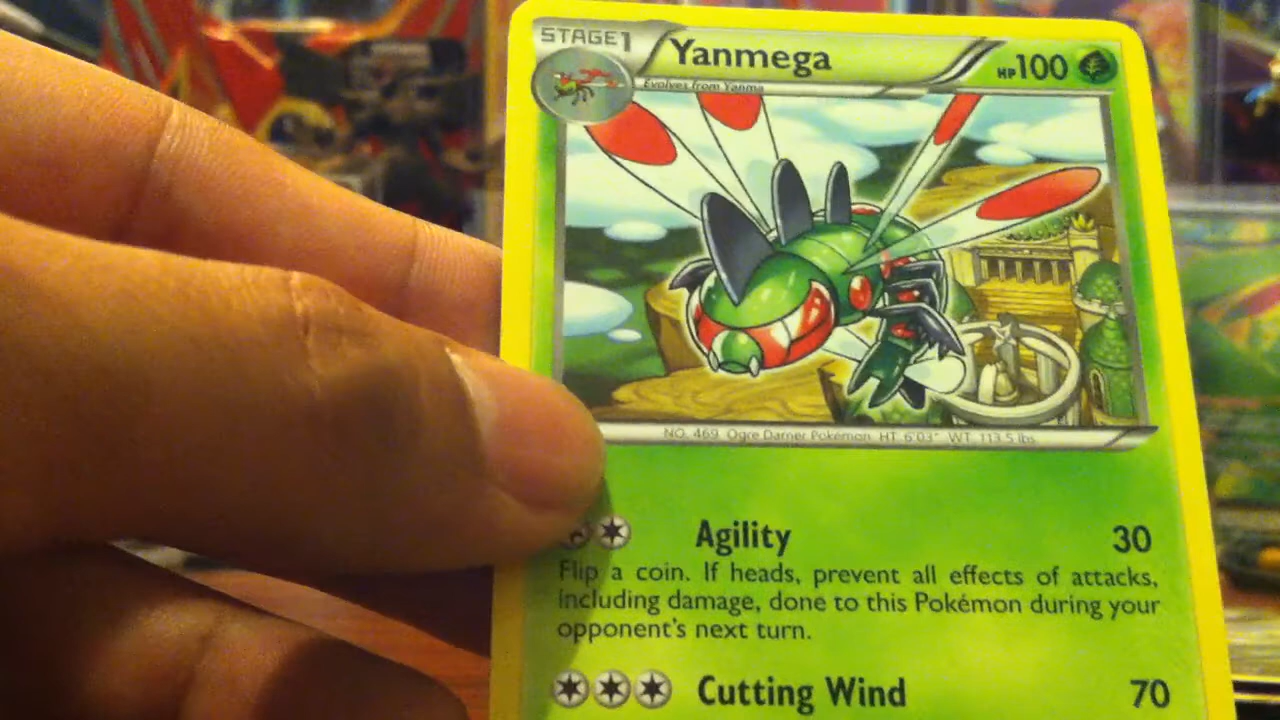 STAGE1
Yanmega
HP100
Evolves from Yanma
NO. 469 Ogre Darner Pokémon HT 6'03" WT 113.5 lbs.
Agility 30
Flip a coin. If heads, prevent all effects of attacks,
including damage, done to this Pokémon during your
opponent's next turn.
Cutting Wind 70